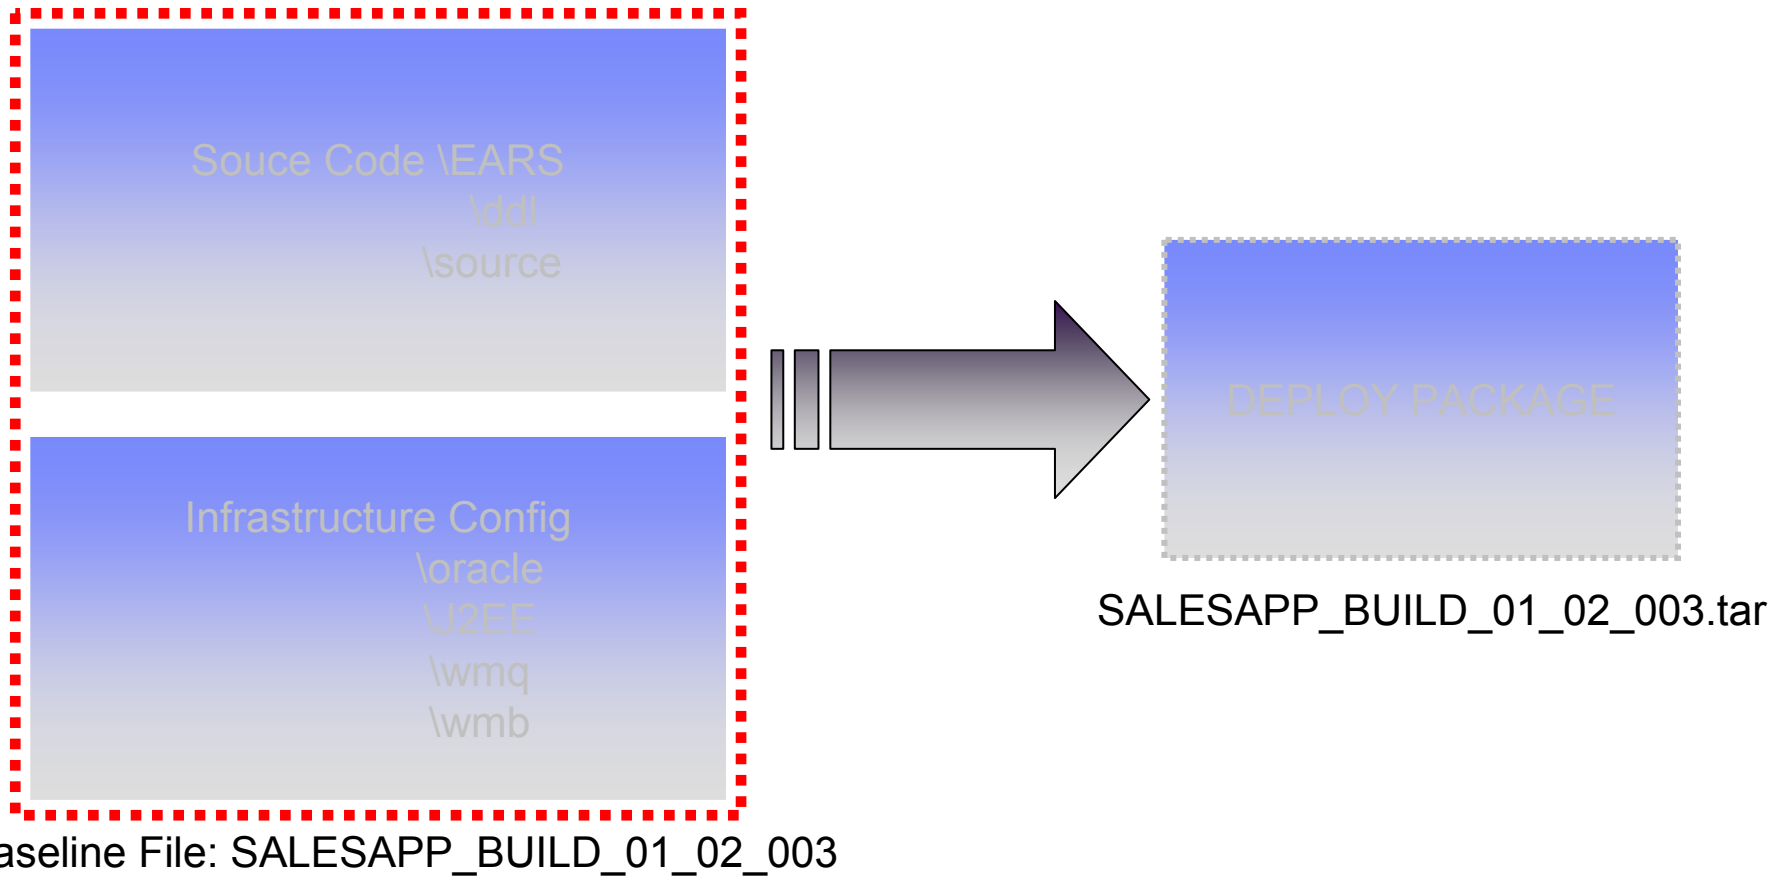 Souce Code \EARS
\ddl
\source
Infrastructure Config
\oracle
\J2EE
\wmq
\wmb
aseline File: SALESAPP_BUILD_01_02_003
DEPLOY PACKAGE
SALESAPP_BUILD_01_02_003.tar